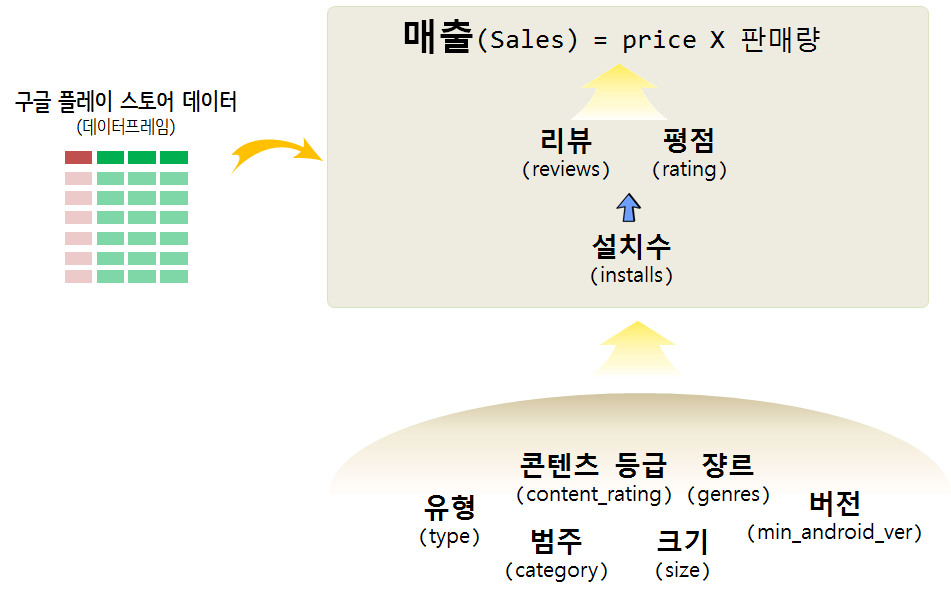 매출(Sales) = price X 판매량
구글 플레이 스토어 데이터
(데이터프레임)
리뷰 평점
(reviews) (rating)
설치수
(installs)
콘텐츠 등급 쟝르
(content_rating) (genres)
유형 버전
(type) (min_android_ver)
범주 크기
(category) (size)